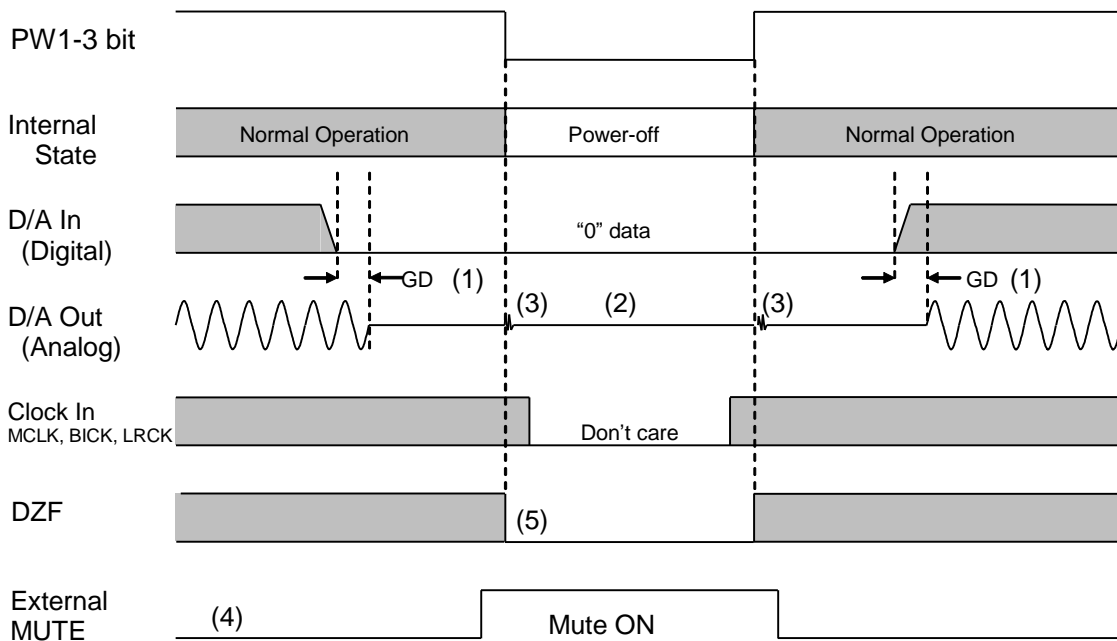 PW1-3 bit
Internal
State
Normal Operation
Power-off
Normal Operation
D/A In
(Digital)
“0” data
GD (1)
GD (1)
D/A Out
(Analog)
(3)
(2)
(3)
Clock In
MCLK, BICK, LRCK
Don’t care
DZF
(5)
External
MUTE
(4)
Mute ON